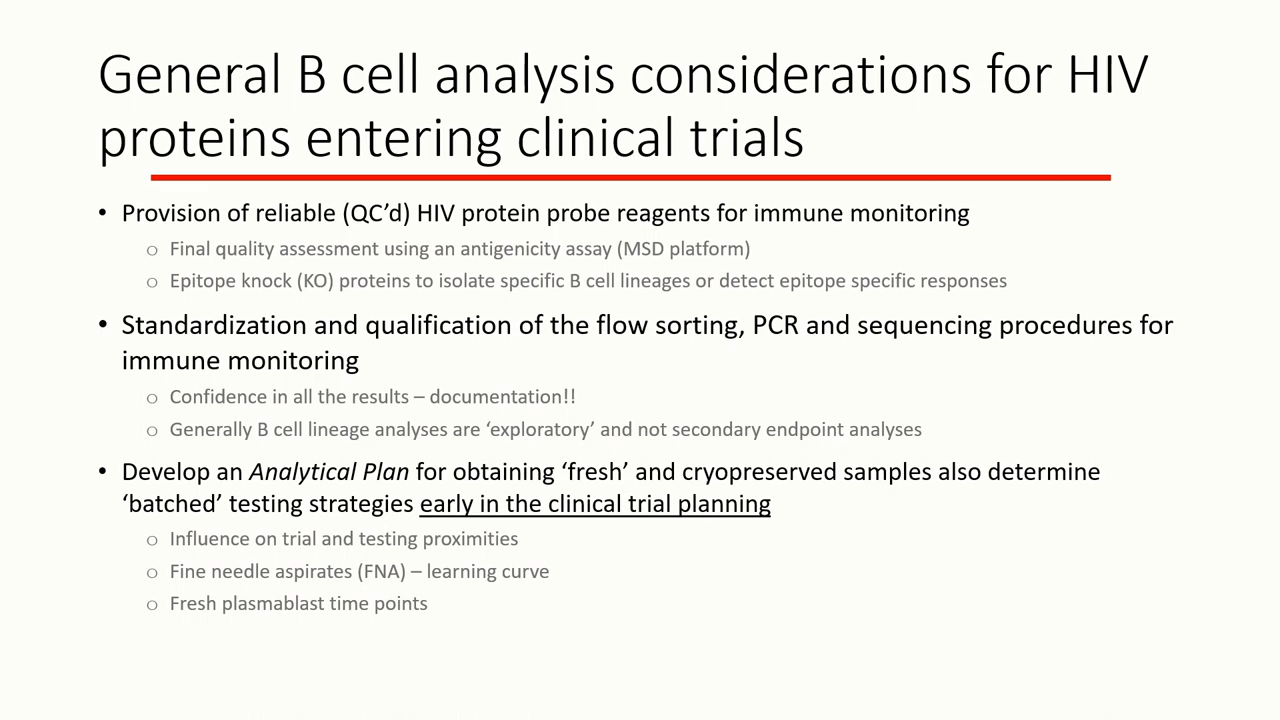 General B cell analysis considerations for HIV
proteins entering clinical trials
• Provision of reliable (QC’d) HIV protein probe reagents for immune monitoring
○ Final quality assessment using an antigenicity assay (MSD platform)
○ Epitope knock (KO) proteins to isolate specific B cell lineages or detect epitope specific responses
• Standardization and qualification of the flow sorting, PCR and sequencing procedures for
immune monitoring
○ Confidence in all the results – documentation!!
○ Generally B cell lineage analyses are ‘exploratory’ and not secondary endpoint analyses
• Develop an Analytical Plan for obtaining ‘fresh’ and cryopreserved samples also determine
‘batched’ testing strategies early in the clinical trial planning
○ Influence on trial and testing proximities
○ Fine needle aspirates (FNA) – learning curve
○ Fresh plasmablast time points